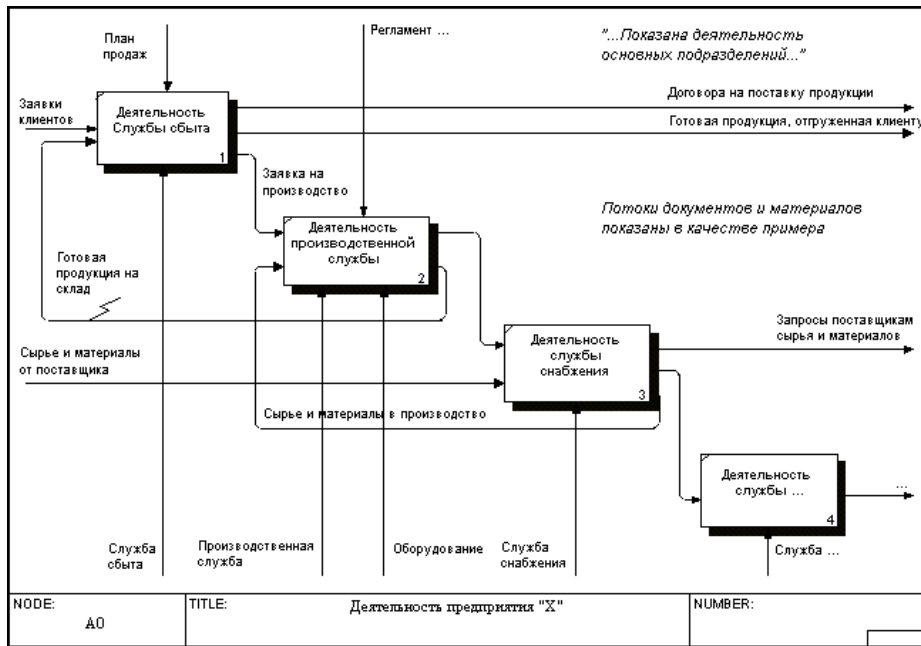 План
продаж
Регламент ...
"...Показана деятельность
основных подразделений..."
Заявки
клиентов
Деятельность
Службы сбыта
1
Договора на поставку продукции
Готовая продукция, отгруженная клиенту
Заявка на
производство
Деятельность
производственной
службы
2
Потоки документов и материалов
показаны в качестве примера
Готовая
продукция на
склад
Деятельность
службы
снабжения
3
Запросы поставщикам
сырья и материалов
Сырье и материалы
от поставщика
Сырье и материалы в производство
Деятельность
службы ...
4
...
Служба
сбыта
Производственная
служба
Оборудование
Служба
снабжения
Служба ...
NODE:
A0
TITLE:
Деятельность предприятия "X"
NUMBER: